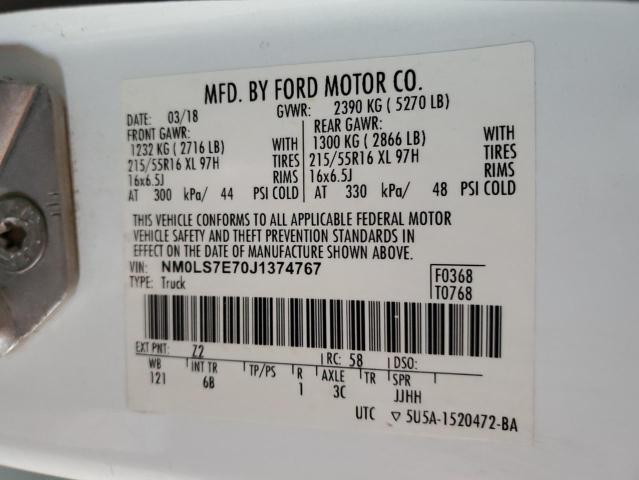 MFD. BY FORD MOTOR CO.
DATE: 03/18 GVWR: 2390 KG ( 5270 LB)
FRONT GAWR: REAR GAWR:
1232 KG ( 2716 LB) WITH 1300 KG ( 2866 LB) WITH
215/55R16 XL 97H TIRES 215/55R16 XL 97H TIRES
16x6.5J RIMS 16x6.5J RIMS
AT 300 kPa/ 44 PSI COLD AT 330 kPa/ 48 PSI COLD
THIS VEHICLE CONFORMS TO ALL APPLICABLE FEDERAL MOTOR
VEHICLE SAFETY AND THEFT PREVENTION STANDARDS IN
EFFECT ON THE DATE OF MANUFACTURE SHOWN ABOVE.
VIN: NM0LS7E70J1374767
TYPE: Truck
F0368
T0768
EXT PNT: Z2 RC: 58 DSO:
WB INT TR TP/PS R AXLE TR SPR
121 6B 1 3C JJHH
UTC ▽ 5U5A-1520472-BA